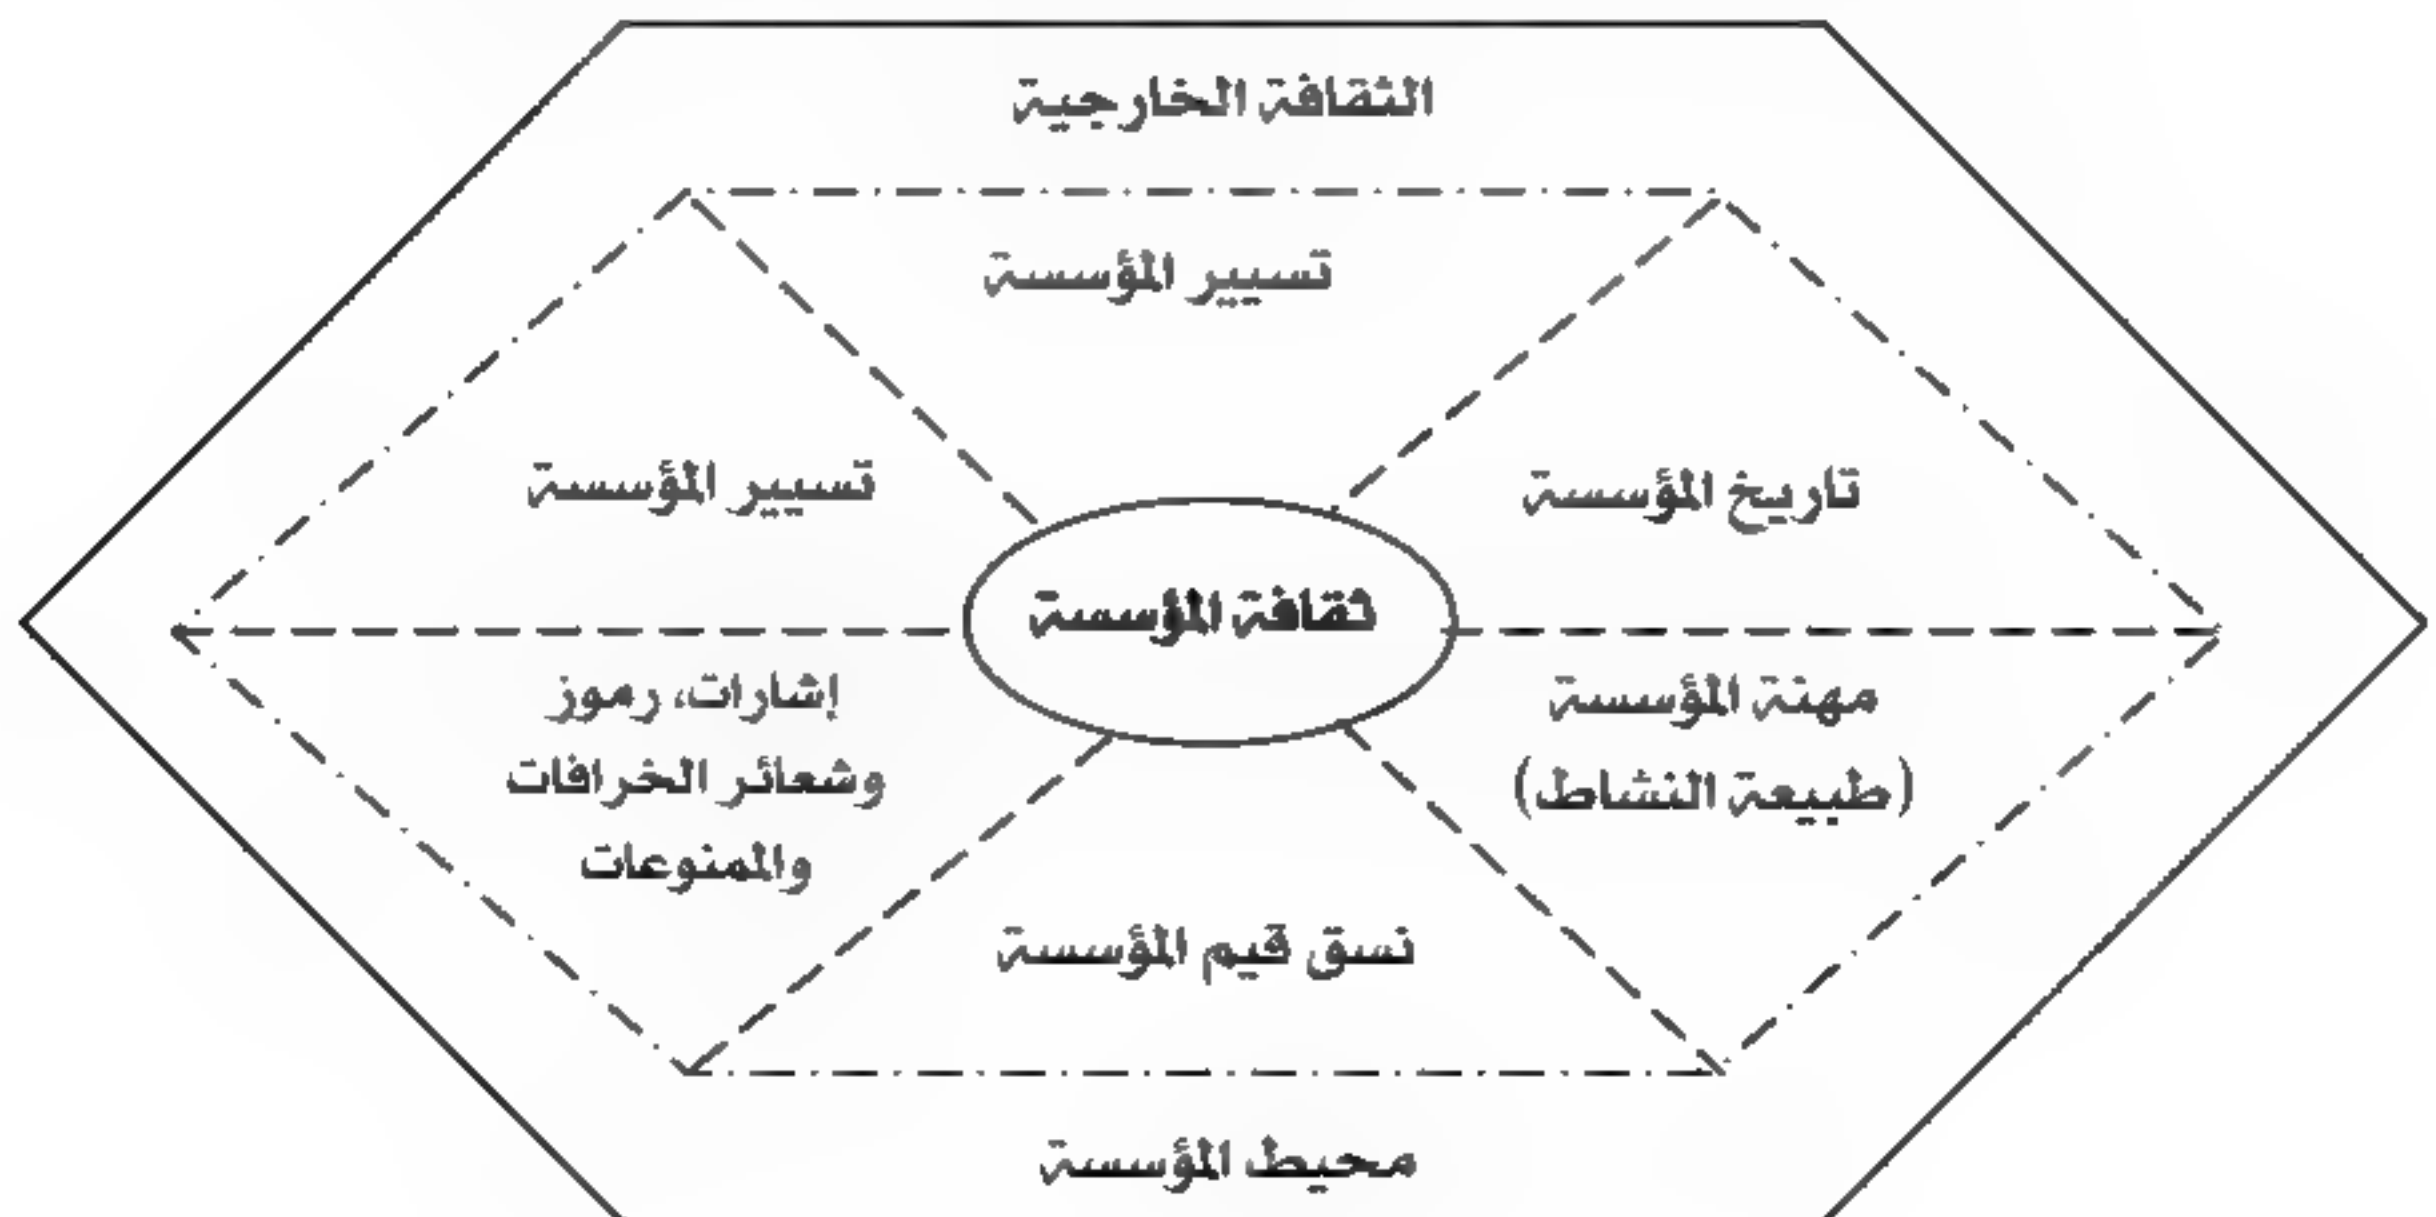 الثقافة الخارجية
تسيير المؤسسة
تاريخ المؤسسة
تسيير المؤسسة
ثقافة المؤسسة
مهنة المؤسسة
(طبيعة النشاط)
إشارات، رموز
وشعائر الخرافات
والممنوعات
نسق قيم المؤسسة
محيط المؤسسة